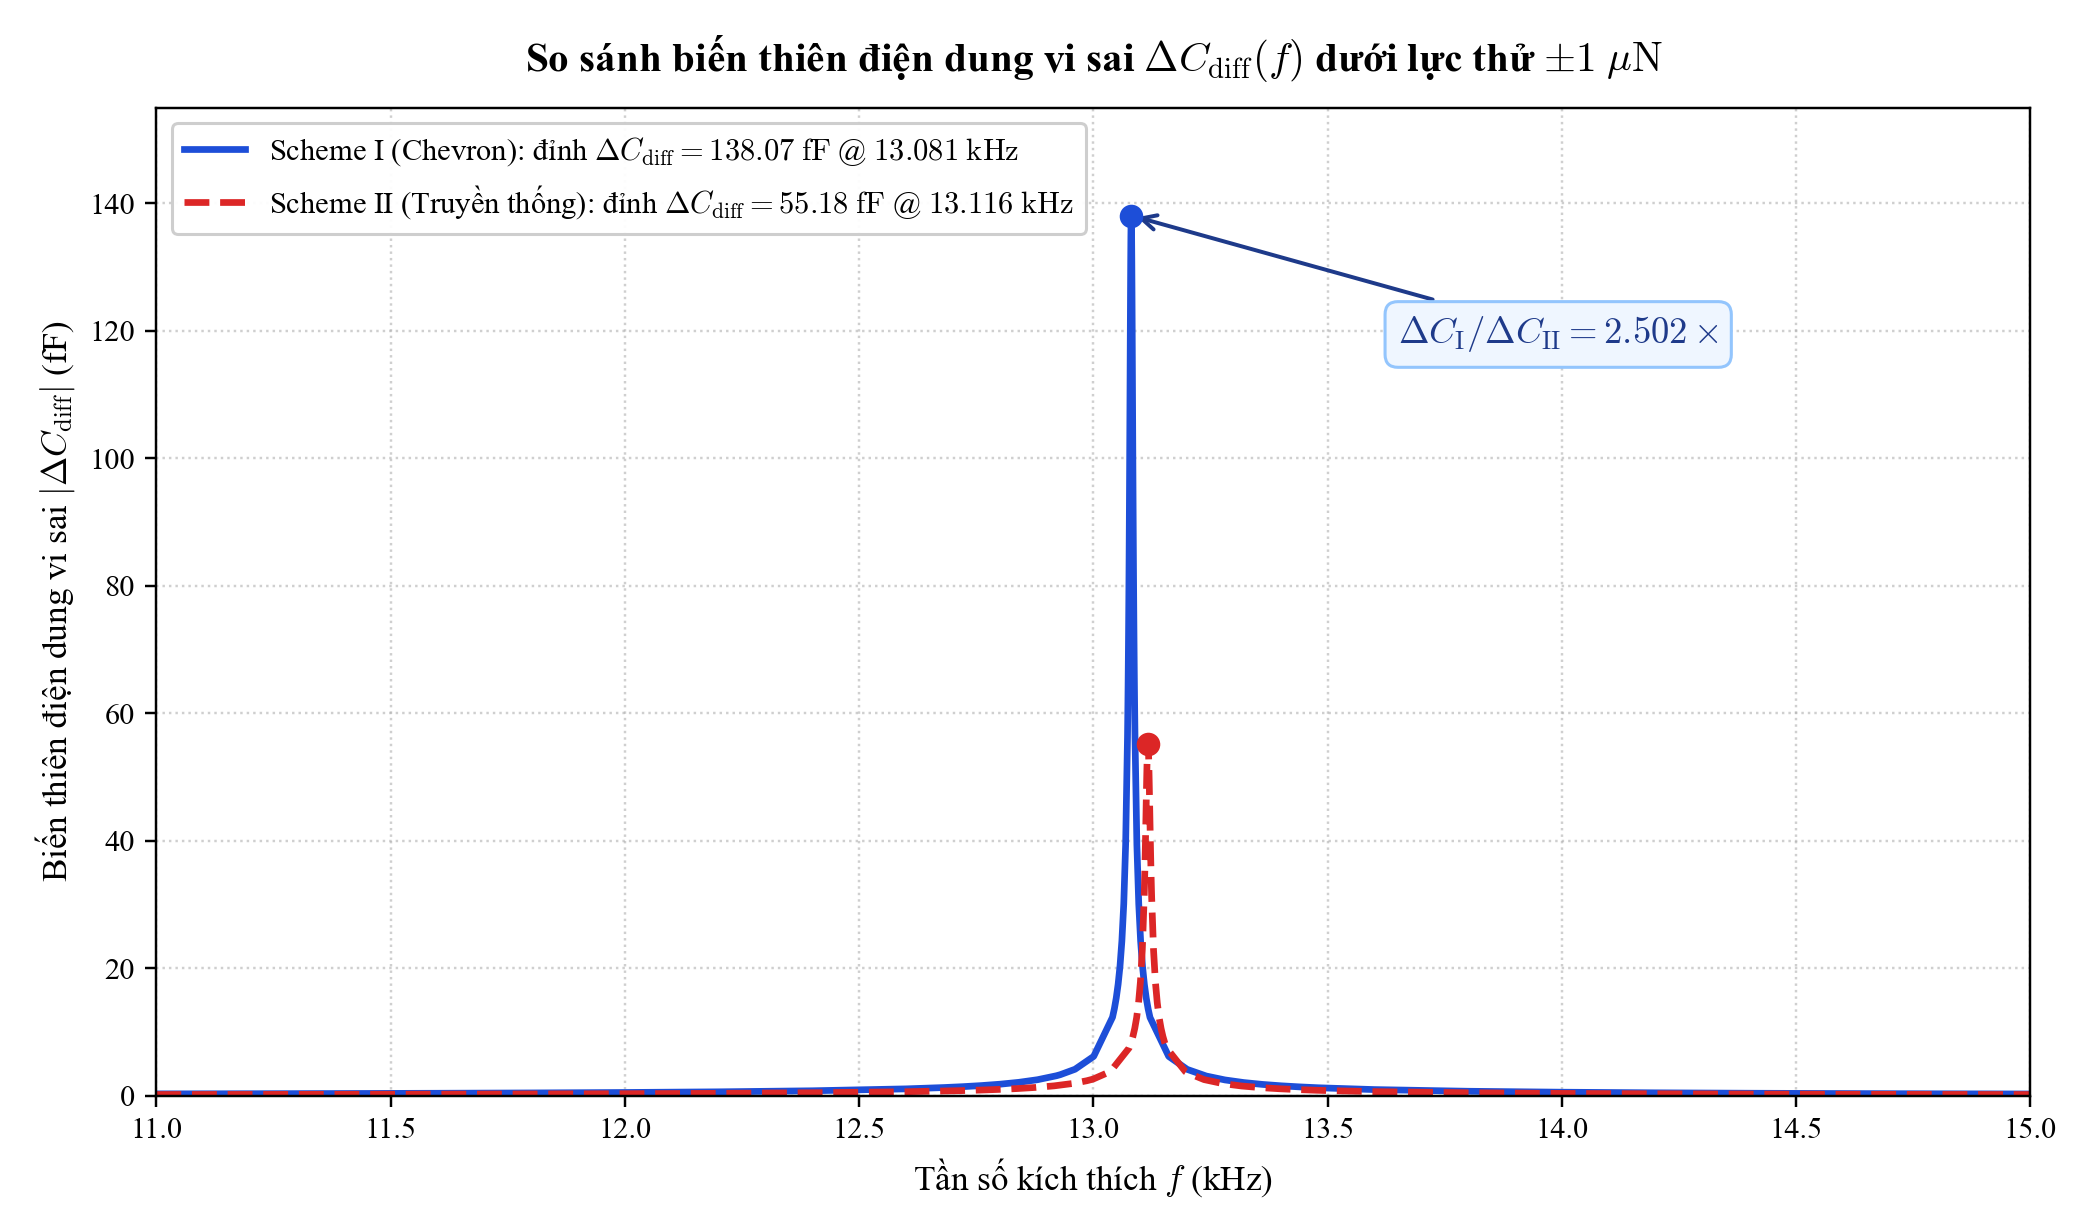 So sánh biến thiên điện dung vi sai ΔC_diff(f) dưới lực thử ±1 μN
Scheme I (Chevron): đỉnh ΔC_diff = 138.07 fF @ 13.081 kHz
Scheme II (Truyền thống): đỉnh ΔC_diff = 55.18 fF @ 13.116 kHz
ΔC_I/ΔC_II = 2.502 ×
Biến thiên điện dung vi sai |ΔC_diff| (fF)
140
120
100
80
60
40
20
0
11.0 11.5 12.0 12.5 13.0 13.5 14.0 14.5 15.0
Tần số kích thích f (kHz)